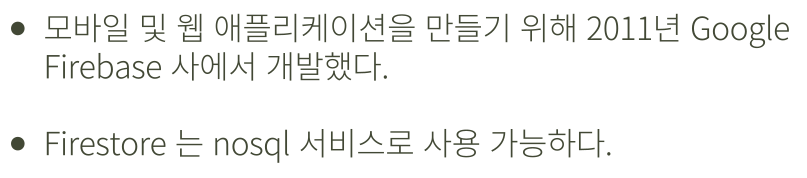 • 모바일 및 웹 애플리케이션을 만들기 위해 2011년 Google
Firebase 사에서 개발했다.
• Firestore 는 nosql 서비스로 사용 가능하다.